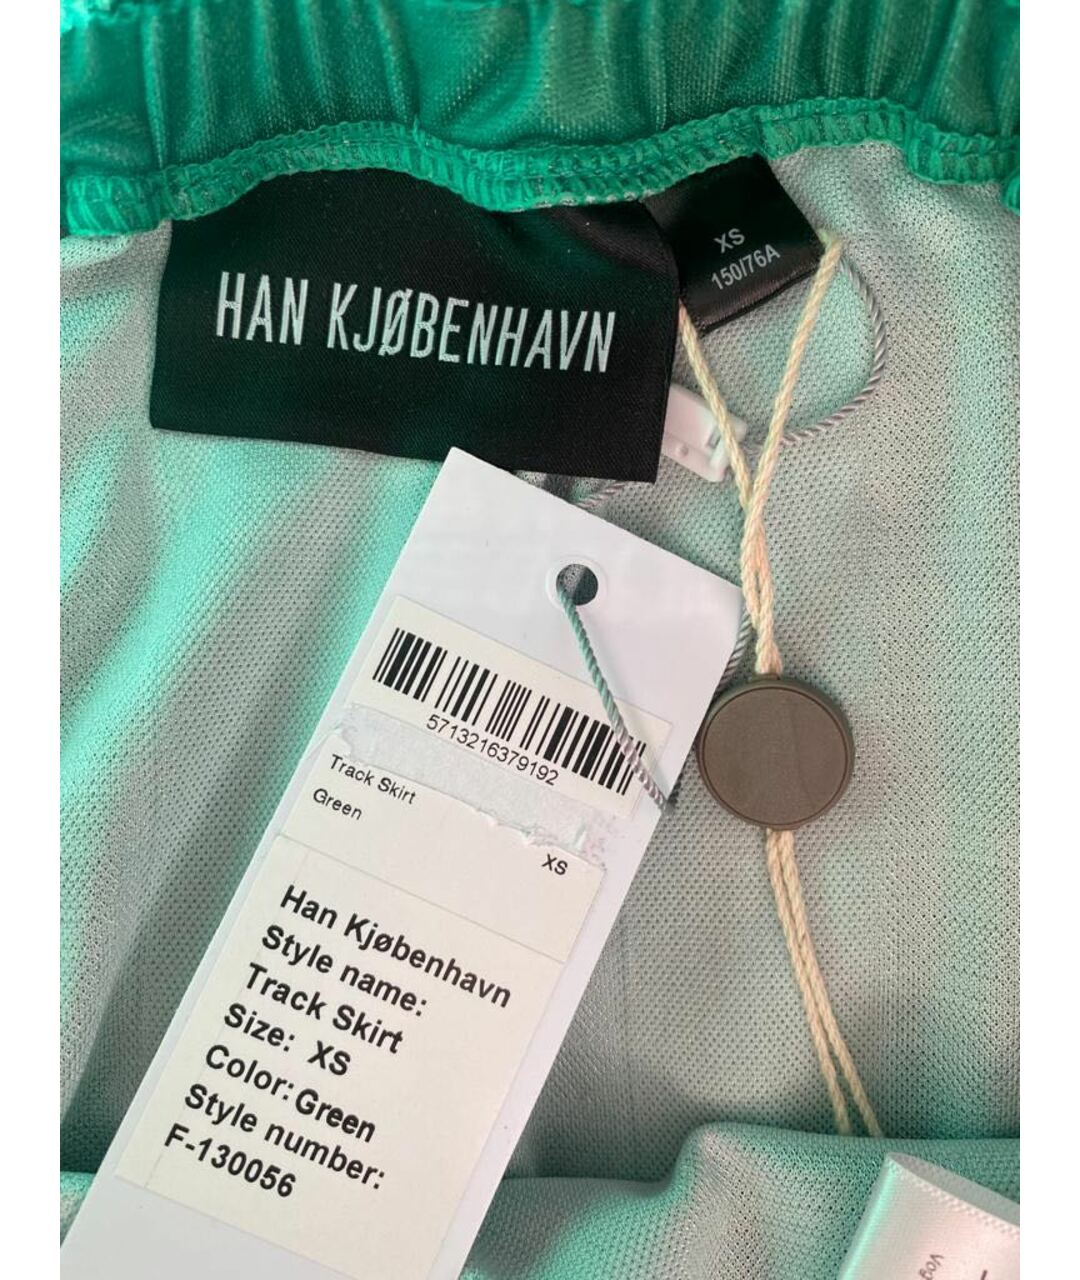 HAN KJØBENHAVN
XS
150/76A
5713216379192
Track Skirt
Green
XS
Han Kjøbenhavn
Style name:
Track Skirt
Size: XS
Color: Green
Style number:
F-130056